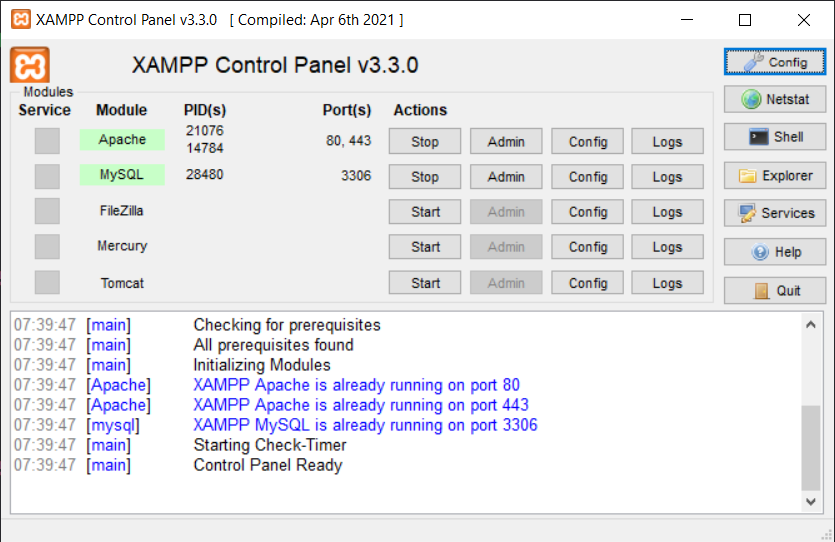 XAMPP Control Panel v3.3.0 [ Compiled: Apr 6th 2021 ]
XAMPP Control Panel v3.3.0
Config
Modules
Service Module PID(s) Port(s) Actions
Netstat
Apache 21076 14784 80, 443 Stop Admin Config Logs
Shell
MySQL 28480 3306 Stop Admin Config Logs
Explorer
FileZilla Start Admin Config Logs
Services
Mercury Start Admin Config Logs
Help
Tomcat Start Admin Config Logs
Quit
07:39:47 [main] Checking for prerequisites
07:39:47 [main] All prerequisites found
07:39:47 [main] Initializing Modules
07:39:47 [Apache] XAMPP Apache is already running on port 80
07:39:47 [Apache] XAMPP Apache is already running on port 443
07:39:47 [mysql] XAMPP MySQL is already running on port 3306
07:39:47 [main] Starting Check-Timer
07:39:47 [main] Control Panel Ready